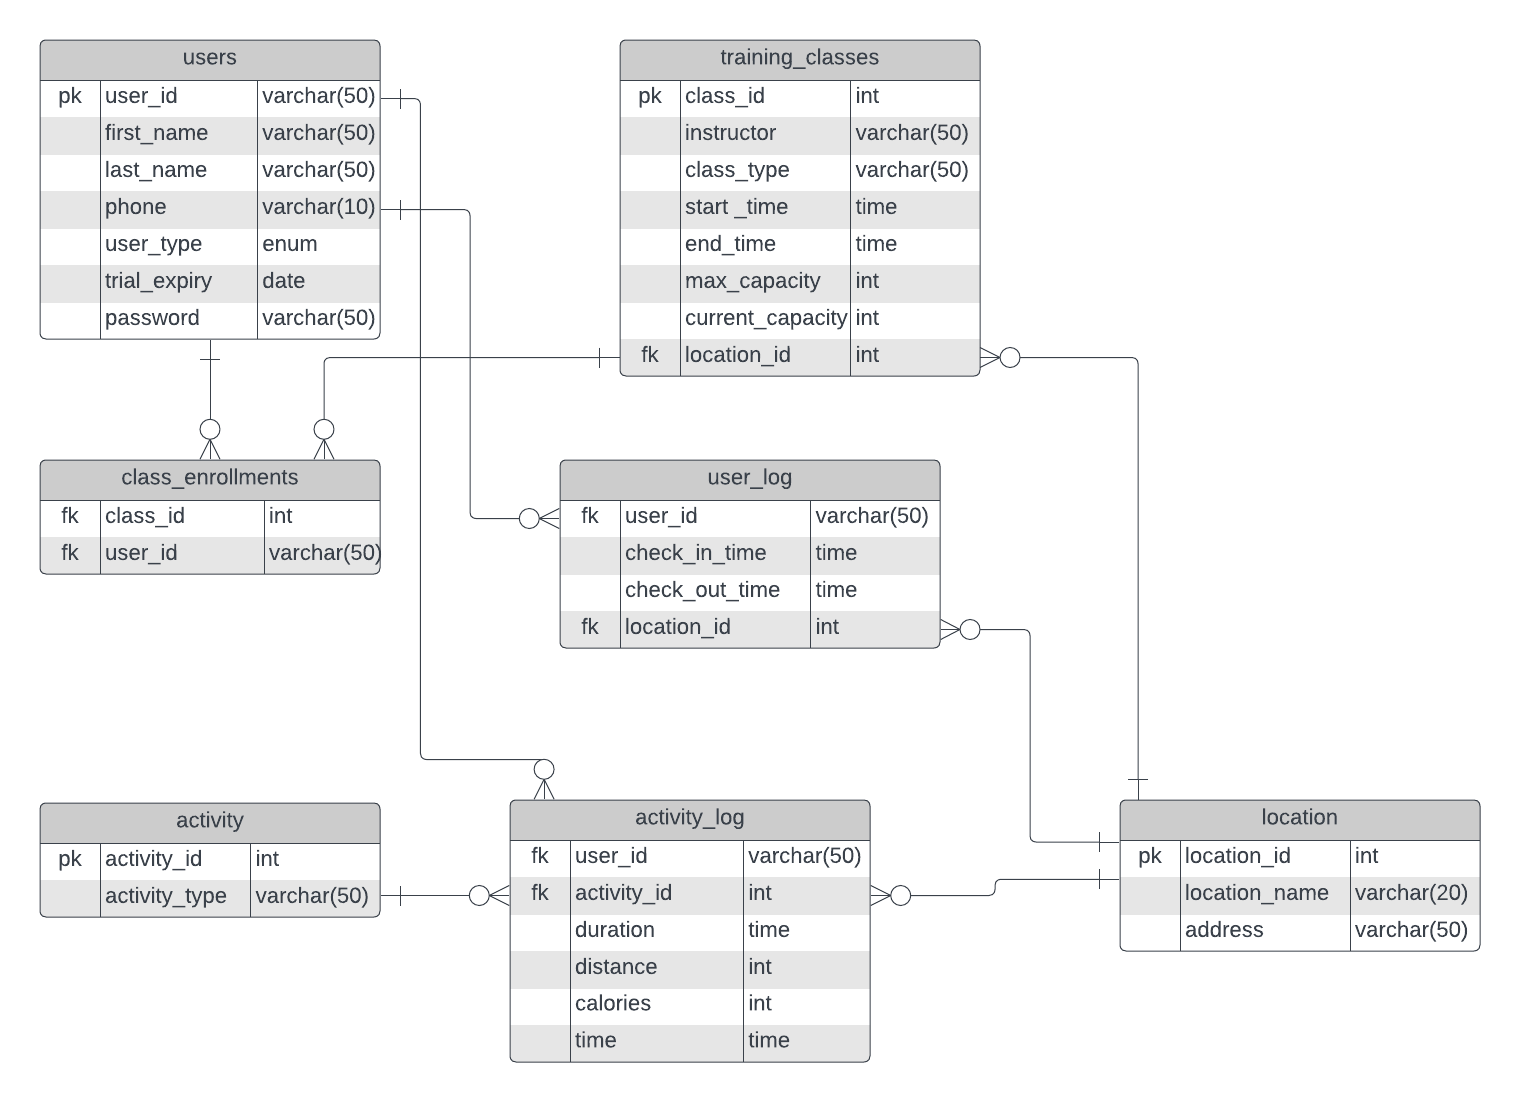 users
pk user_id varchar(50)
first_name varchar(50)
last_name varchar(50)
phone varchar(10)
user_type enum
trial_expiry date
password varchar(50)
training_classes
pk class_id int
instructor varchar(50)
class_type varchar(50)
start _time time
end_time time
max_capacity int
current_capacity int
fk location_id int
class_enrollments
fk class_id int
fk user_id varchar(50)
user_log
fk user_id varchar(50)
check_in_time time
check_out_time time
fk location_id int
activity
pk activity_id int
activity_type varchar(50)
activity_log
fk user_id varchar(50)
fk activity_id int
duration time
distance int
calories int
time time
location
pk location_id int
location_name varchar(20)
address varchar(50)